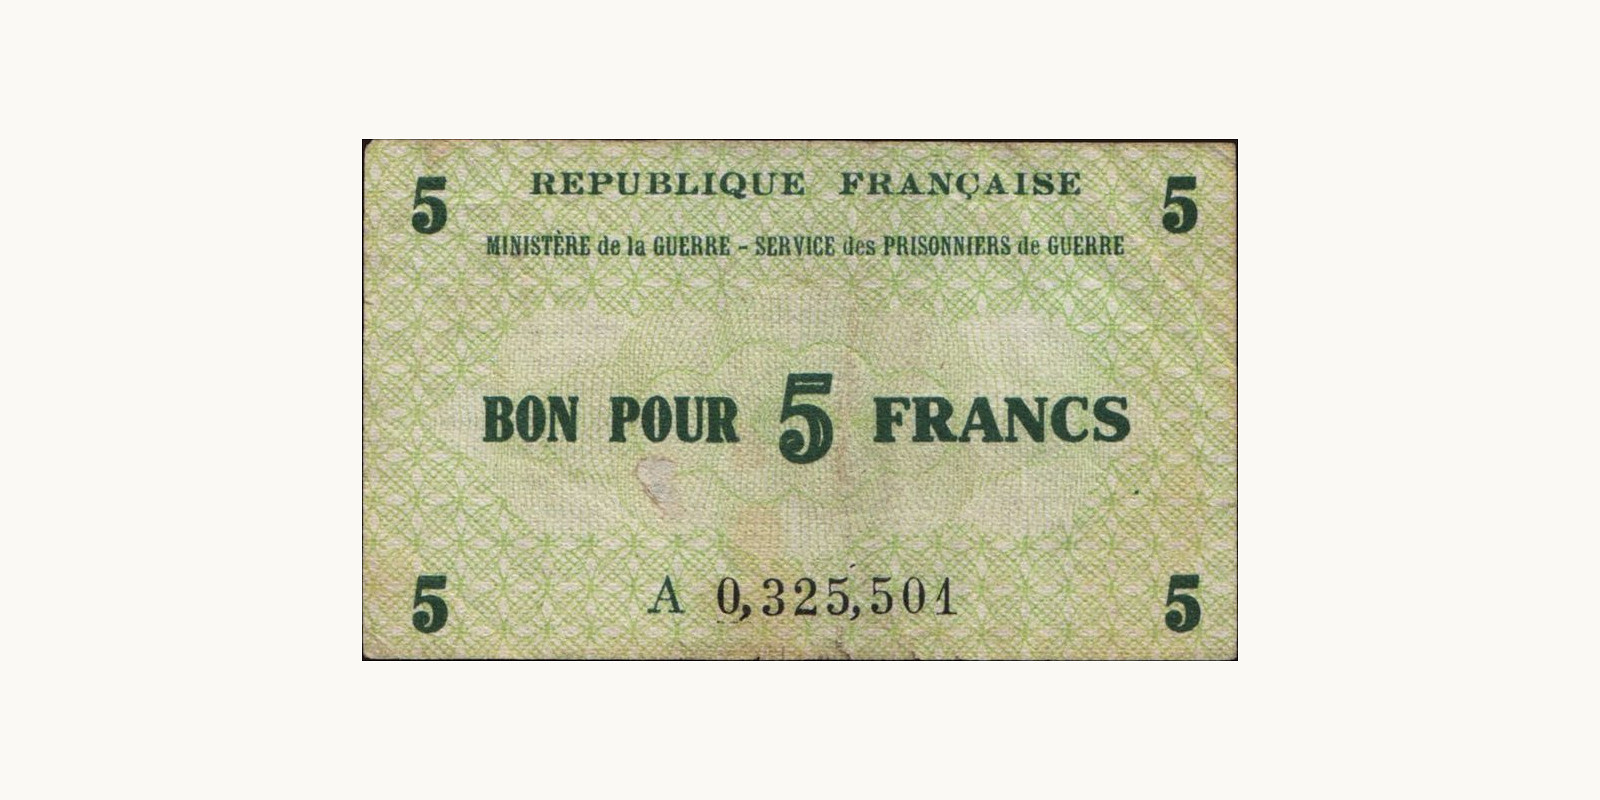 5 REPUBLIQUE FRANÇAISE 5
MINISTÈRE de la GUERRE - SERVICE des PRISONNIERS de GUERRE
BON POUR 5 FRANCS
5 A 0,325,501 5